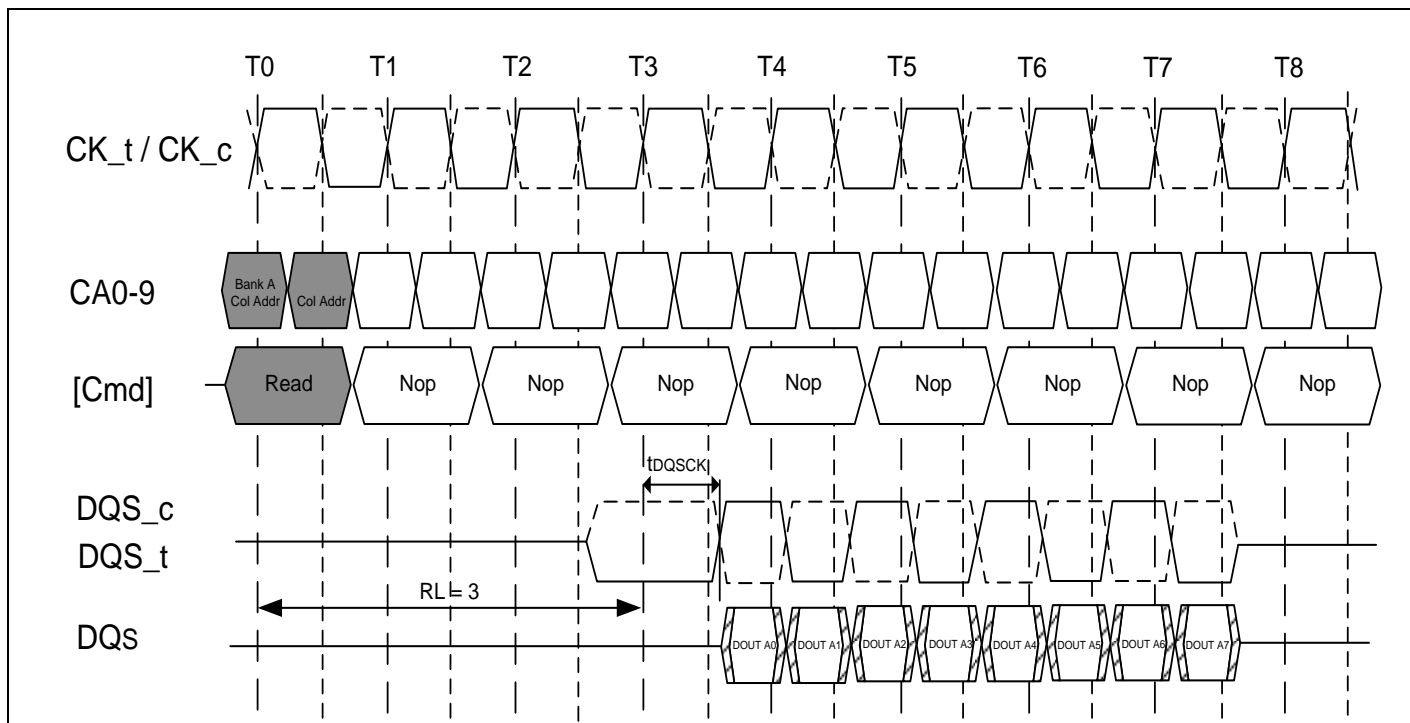 T0 T1 T2 T3 T4 T5 T6 T7 T8
CK_t / CK_c
CA0-9
Bank A
Col Addr
Col Addr
[Cmd]
Read Nop Nop Nop Nop Nop Nop Nop Nop
tDQSCK
DQS_c
DQS_t
RL = 3
DQs
DOUT A0 DOUT A1 DOUT A2 DOUT A3 DOUT A4 DOUT A5 DOUT A6 DOUT A7